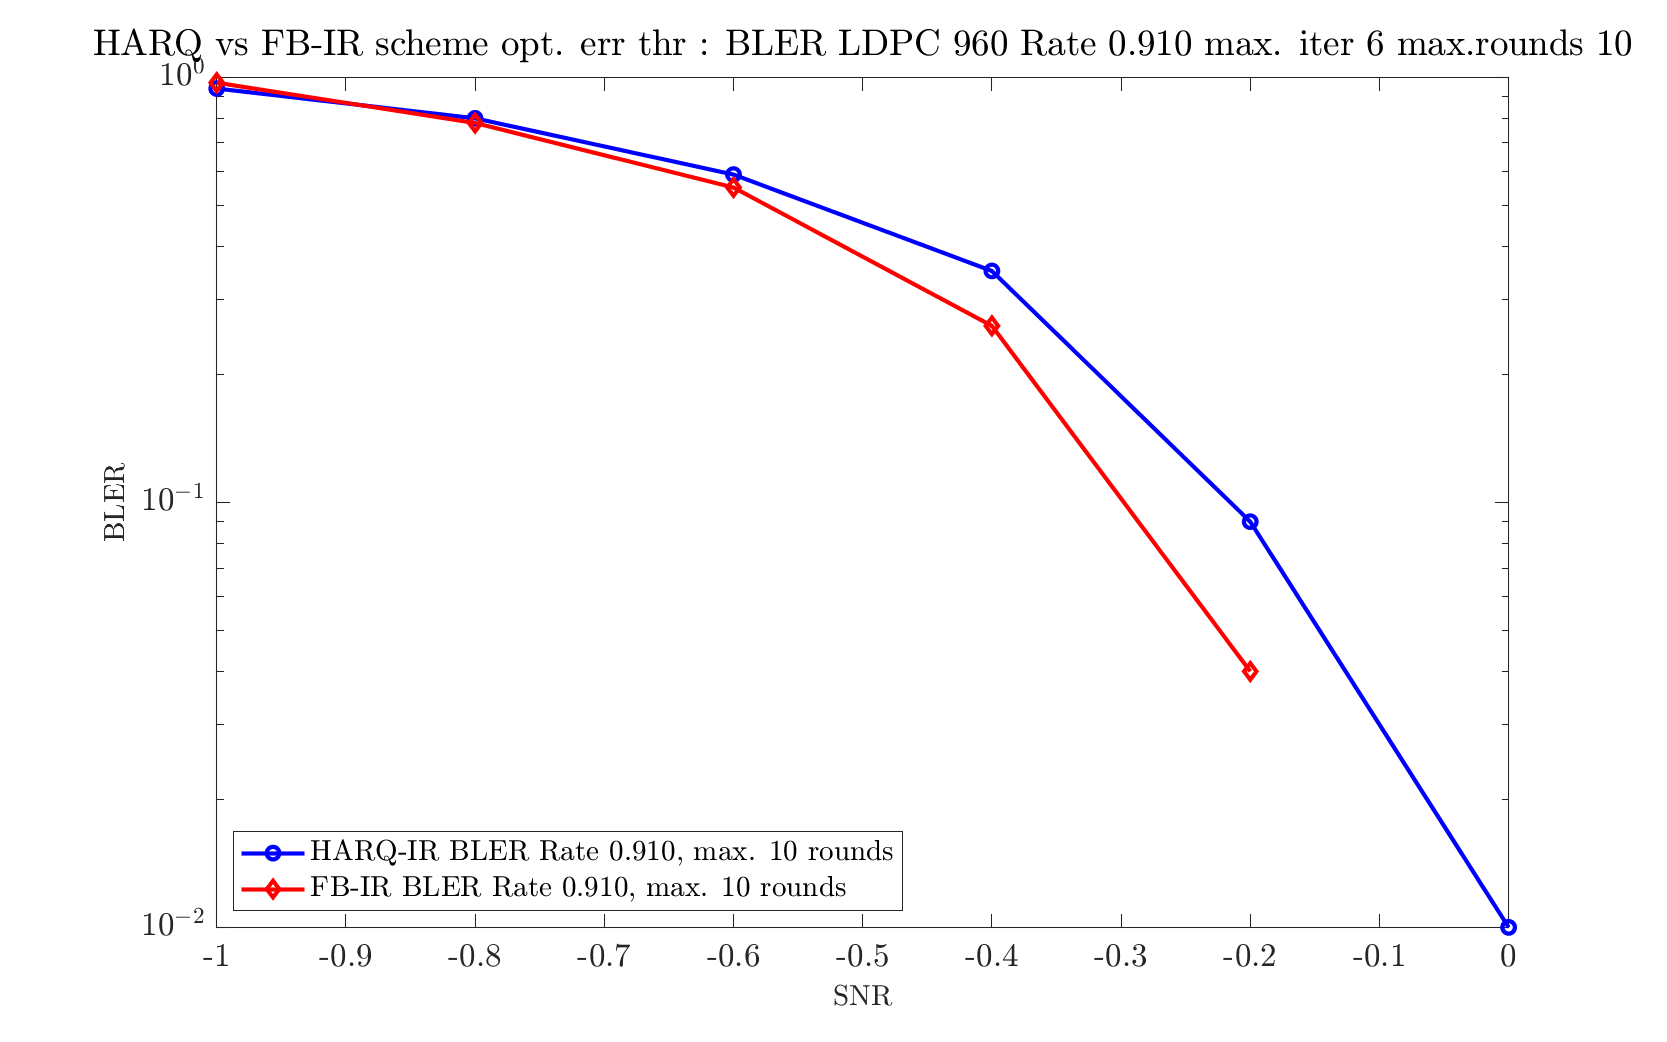 HARQ vs FB-IR scheme opt. err thr : BLER LDPC 960 Rate 0.910 max. iter 6 max.rounds 10
10^0
10^{-1}
10^{-2}
BLER
HARQ-IR BLER Rate 0.910, max. 10 rounds
FB-IR BLER Rate 0.910, max. 10 rounds
-1 -0.9 -0.8 -0.7 -0.6 -0.5 -0.4 -0.3 -0.2 -0.1 0
SNR